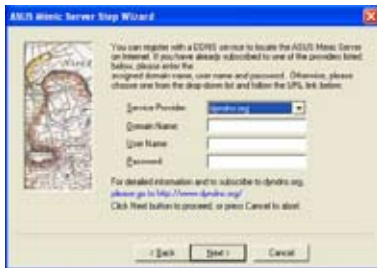 ASUS Mimic Server Step Wizard
You can register with a DDNS service to locate the ASUS Mimic Server
on Internet. If you have already subscribed to one of the providers listed
below, please enter the
assigned domain name, user name and password. Otherwise, please
choose one from the drop-down list and follow the URL link below.
Service Provider: dyndns.org
Domain Name:
User Name:
Password:
For detailed information and to subscribe to dyndns.org,
please go to http://www.dyndns.org/
Click Next button to proceed, or press Cancel to abort.
< Back Next > Cancel